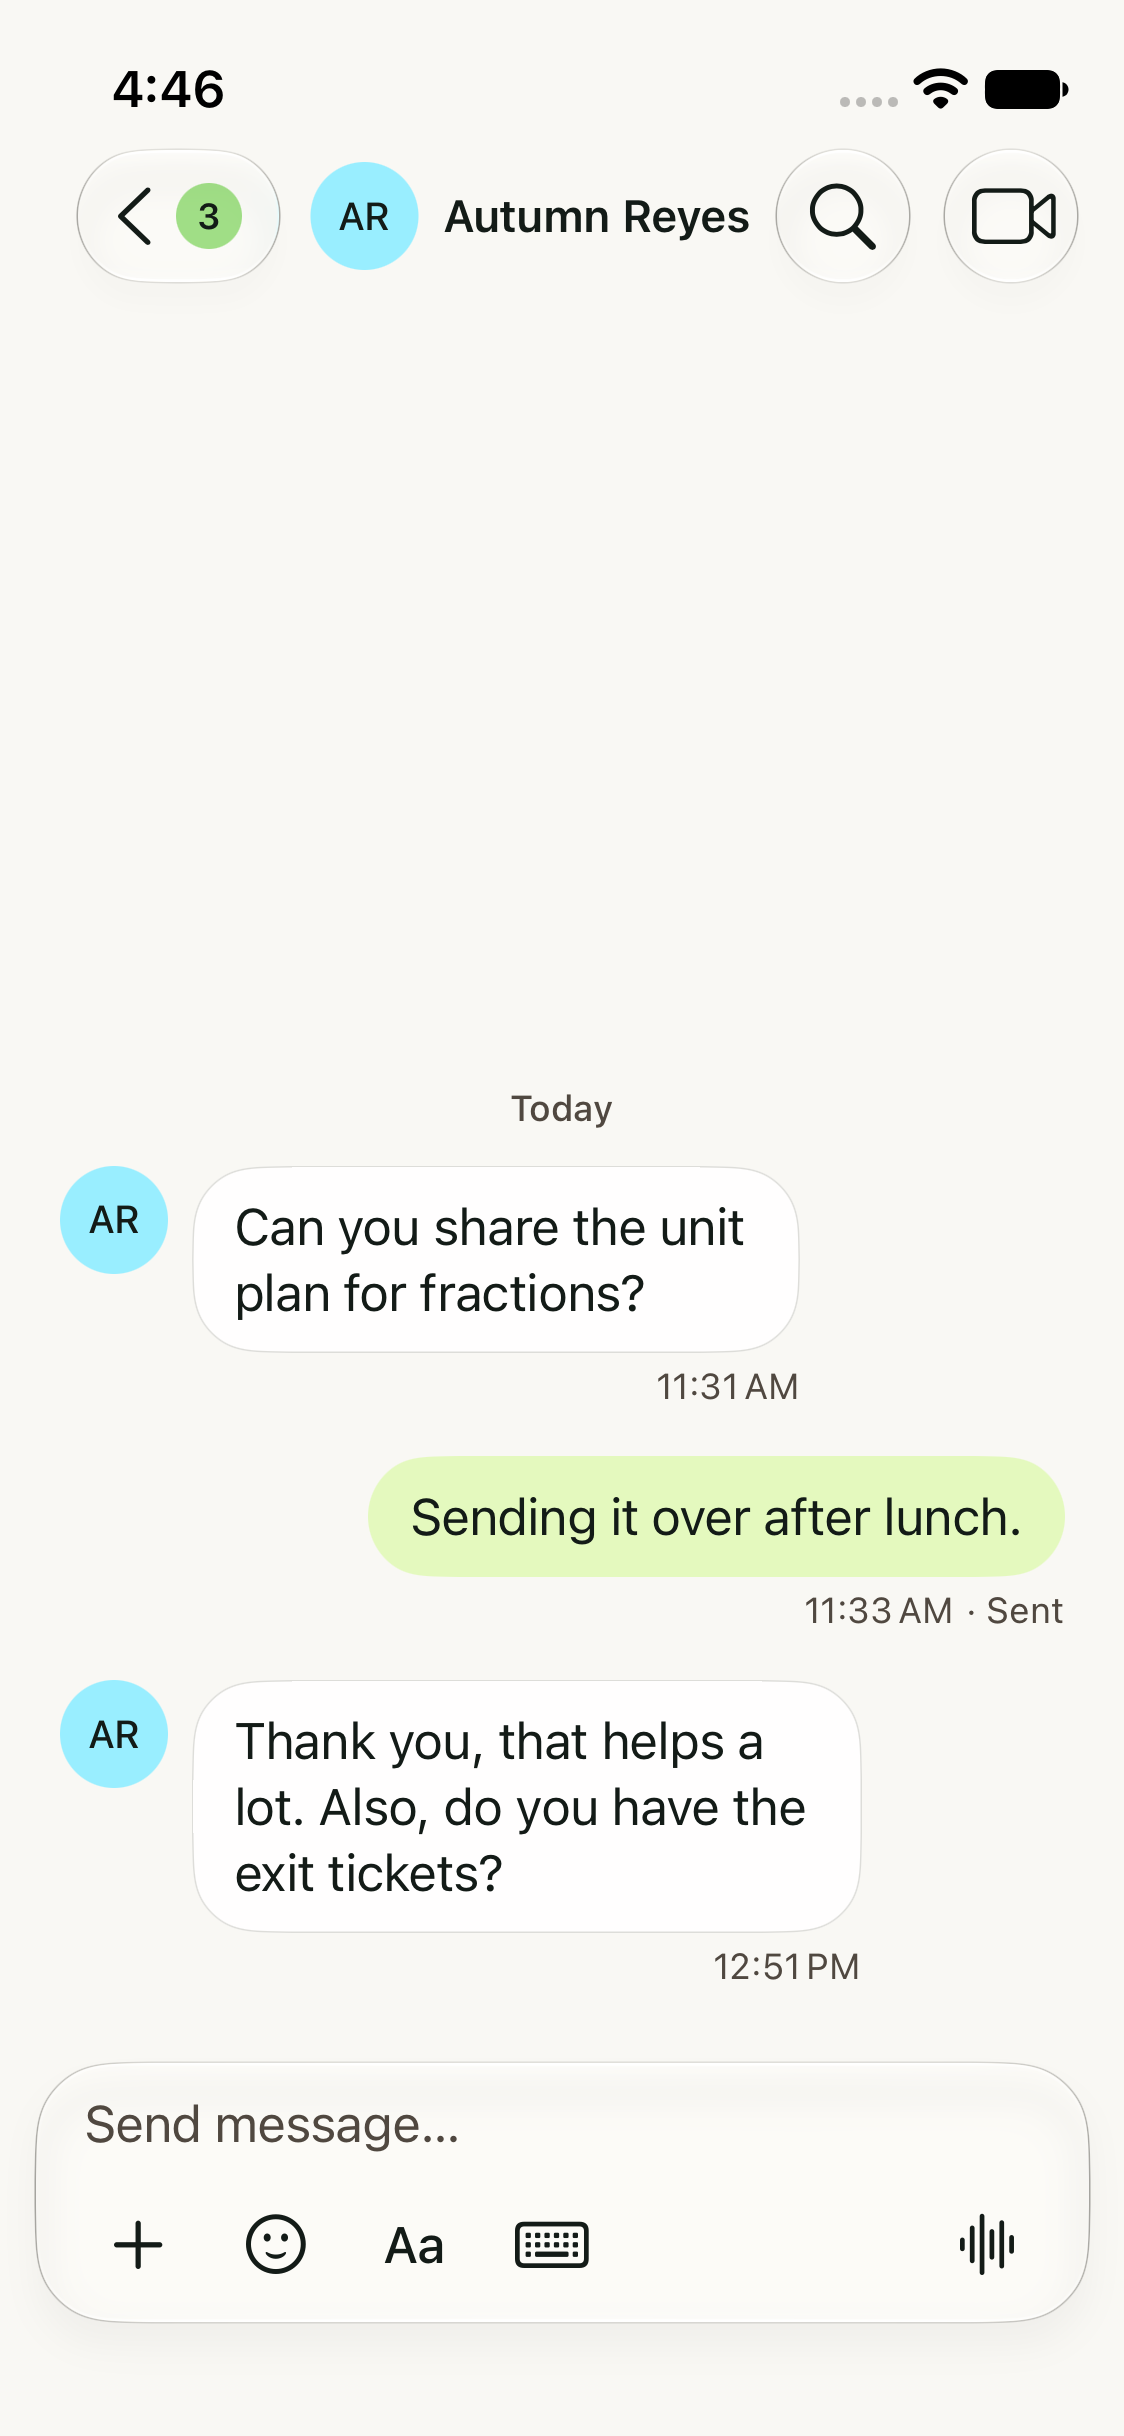 4:46
3
AR
Autumn Reyes
Today
AR
Can you share the unit
plan for fractions?
11:31 AM
Sending it over after lunch.
11:33 AM · Sent
AR
Thank you, that helps a
lot. Also, do you have the
exit tickets?
12:51 PM
Send message...
Aa